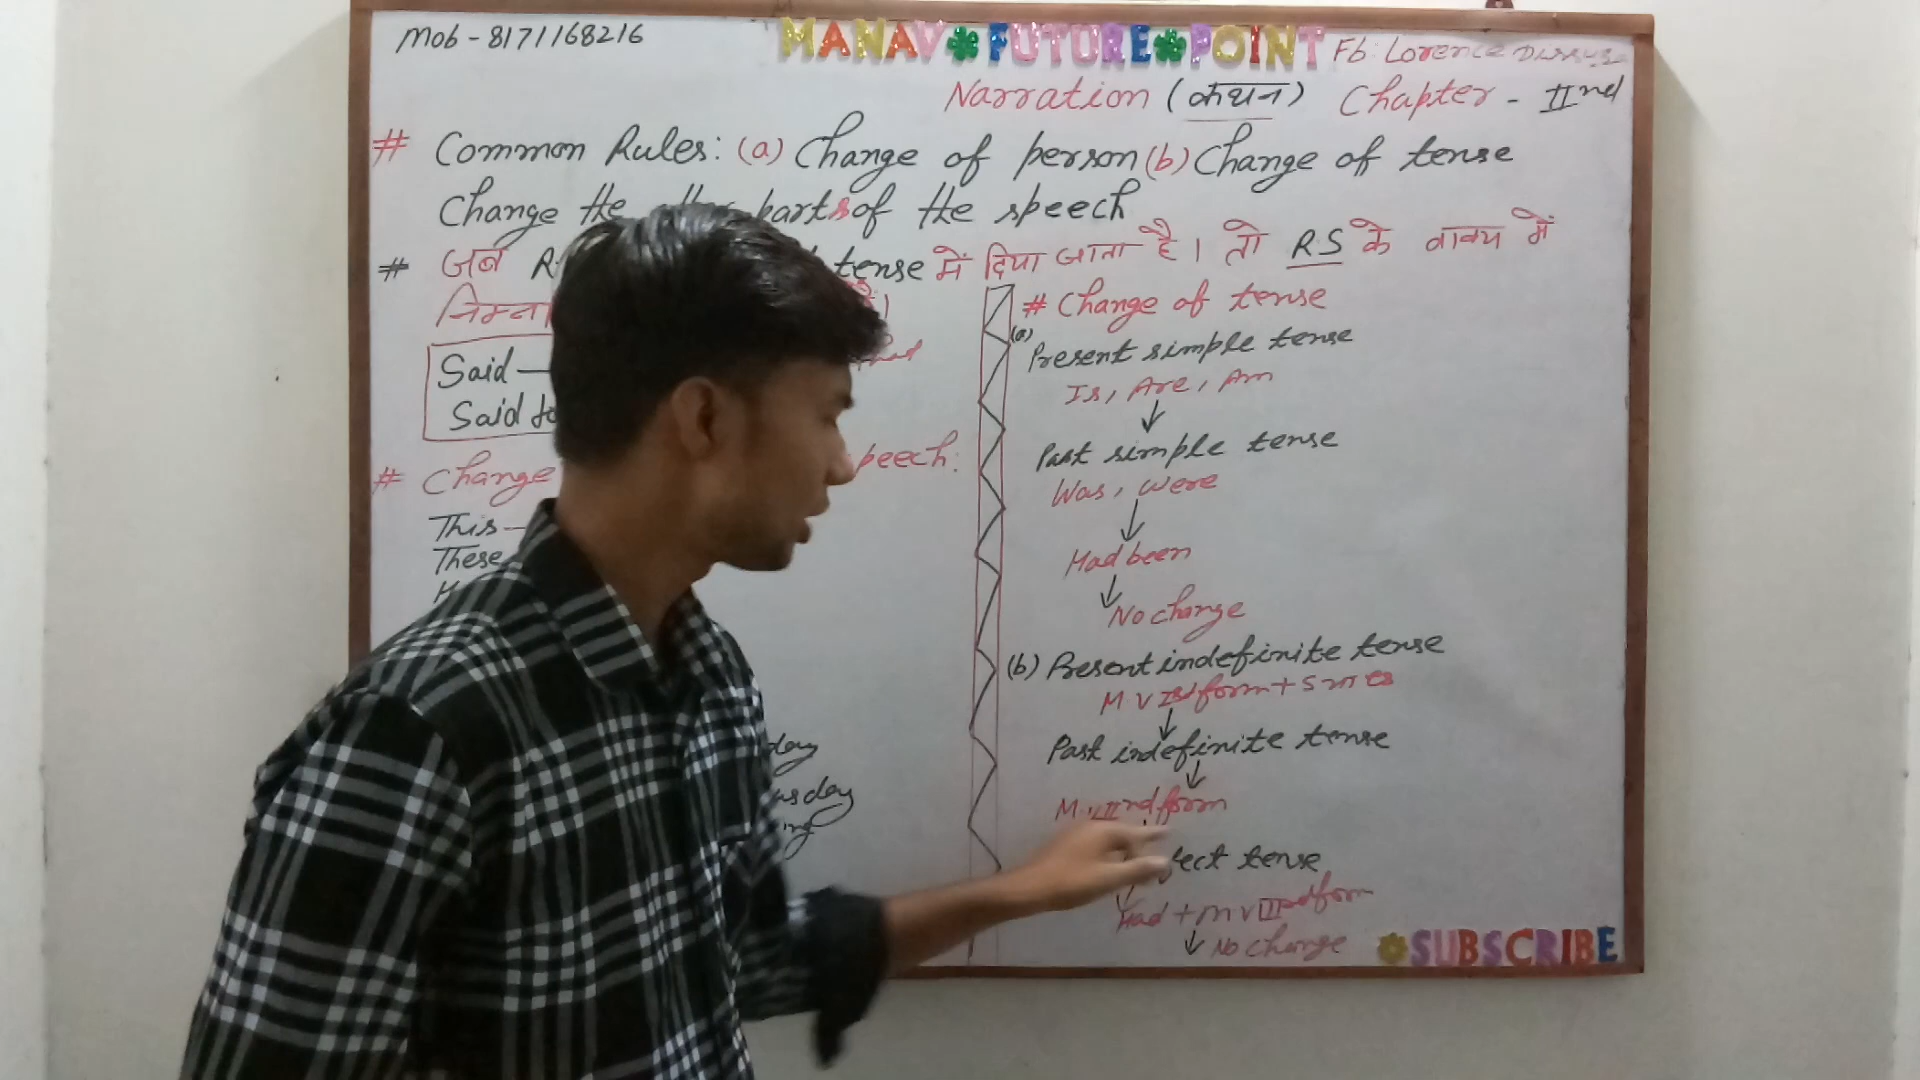 Mob - 8171168216
MANAV FUTURE POINT
Fb: Lorence
Narration (कथन) Chapter - IInd
# Common Rules: (a) Change of person (b) Change of tense
Change the other parts of the speech
# जब R tense में दिया जाता है। तो RS के वाक्य में
Said —
Said to
# Change speech:
This —
These
# Change of tense
(a) Present simple tense
Is, Are, Am
↓
Past simple tense
Was, were
↓
Had been
↓
No change
(b) Present indefinite tense
M V Ist form + S या es
↓
Past indefinite tense
↓
M V IInd form
fect tense
Had + M V IIIrd form
↓ No change
SUBSCRIBE